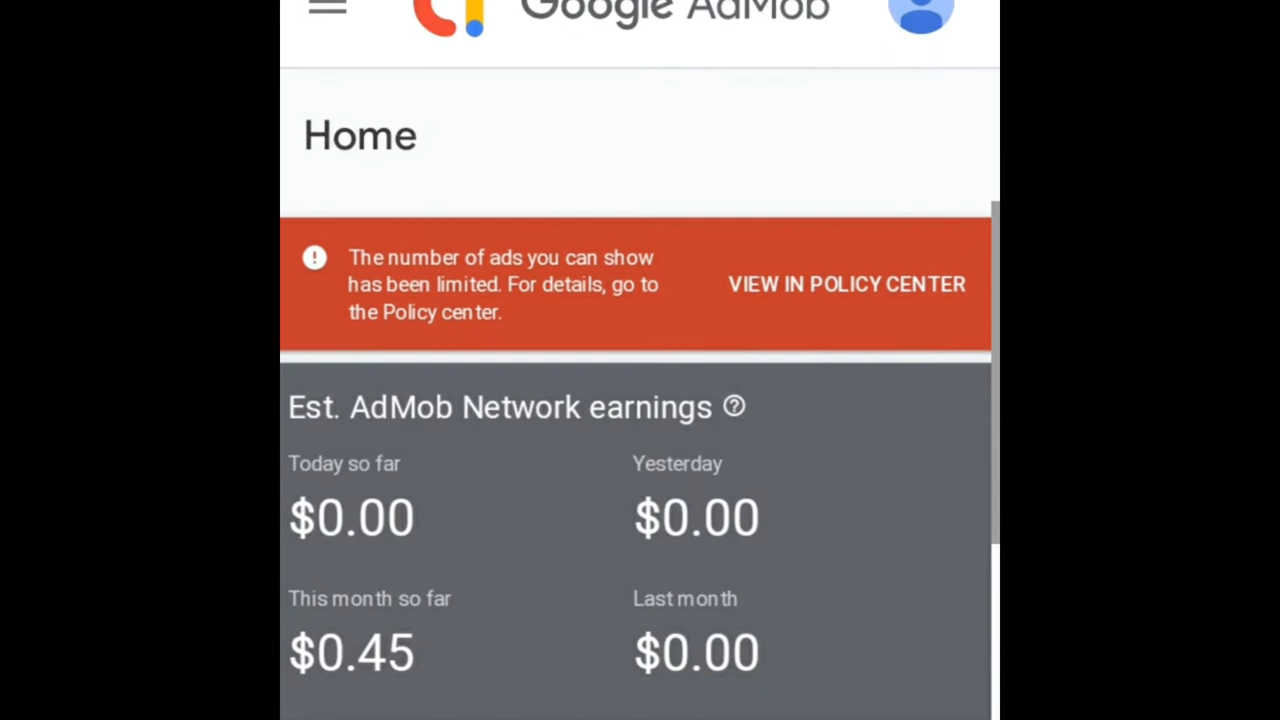 Google AdMob
Home
The number of ads you can show
has been limited. For details, go to
the Policy center.
VIEW IN POLICY CENTER
Est. AdMob Network earnings
Today so far
Yesterday
$0.00
$0.00
This month so far
Last month
$0.45
$0.00